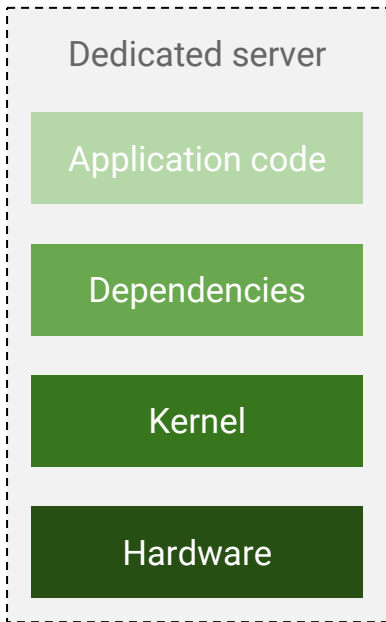 Dedicated server
Application code
Dependencies
Kernel
Hardware